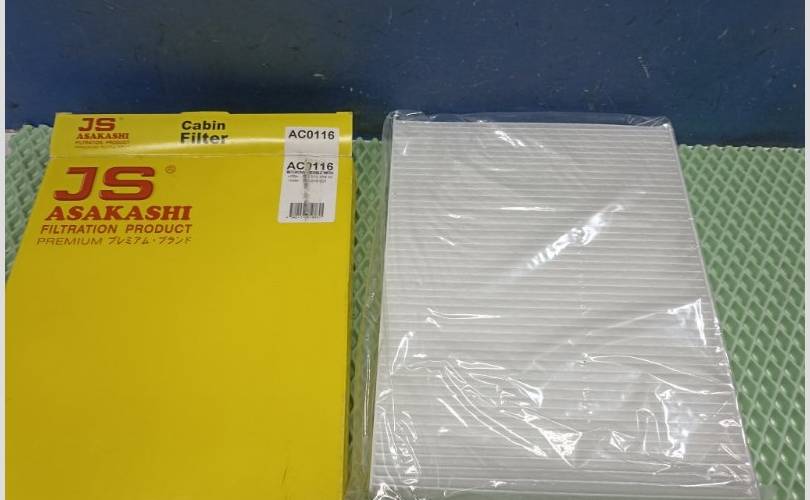 JS
ASAKASHI
FILTRATION PRODUCT
Cabin
Filter
AC0116
JS®
ASAKASHI
FILTRATION PRODUCT
PREMIUM プレミアム・ブランド
AC0116